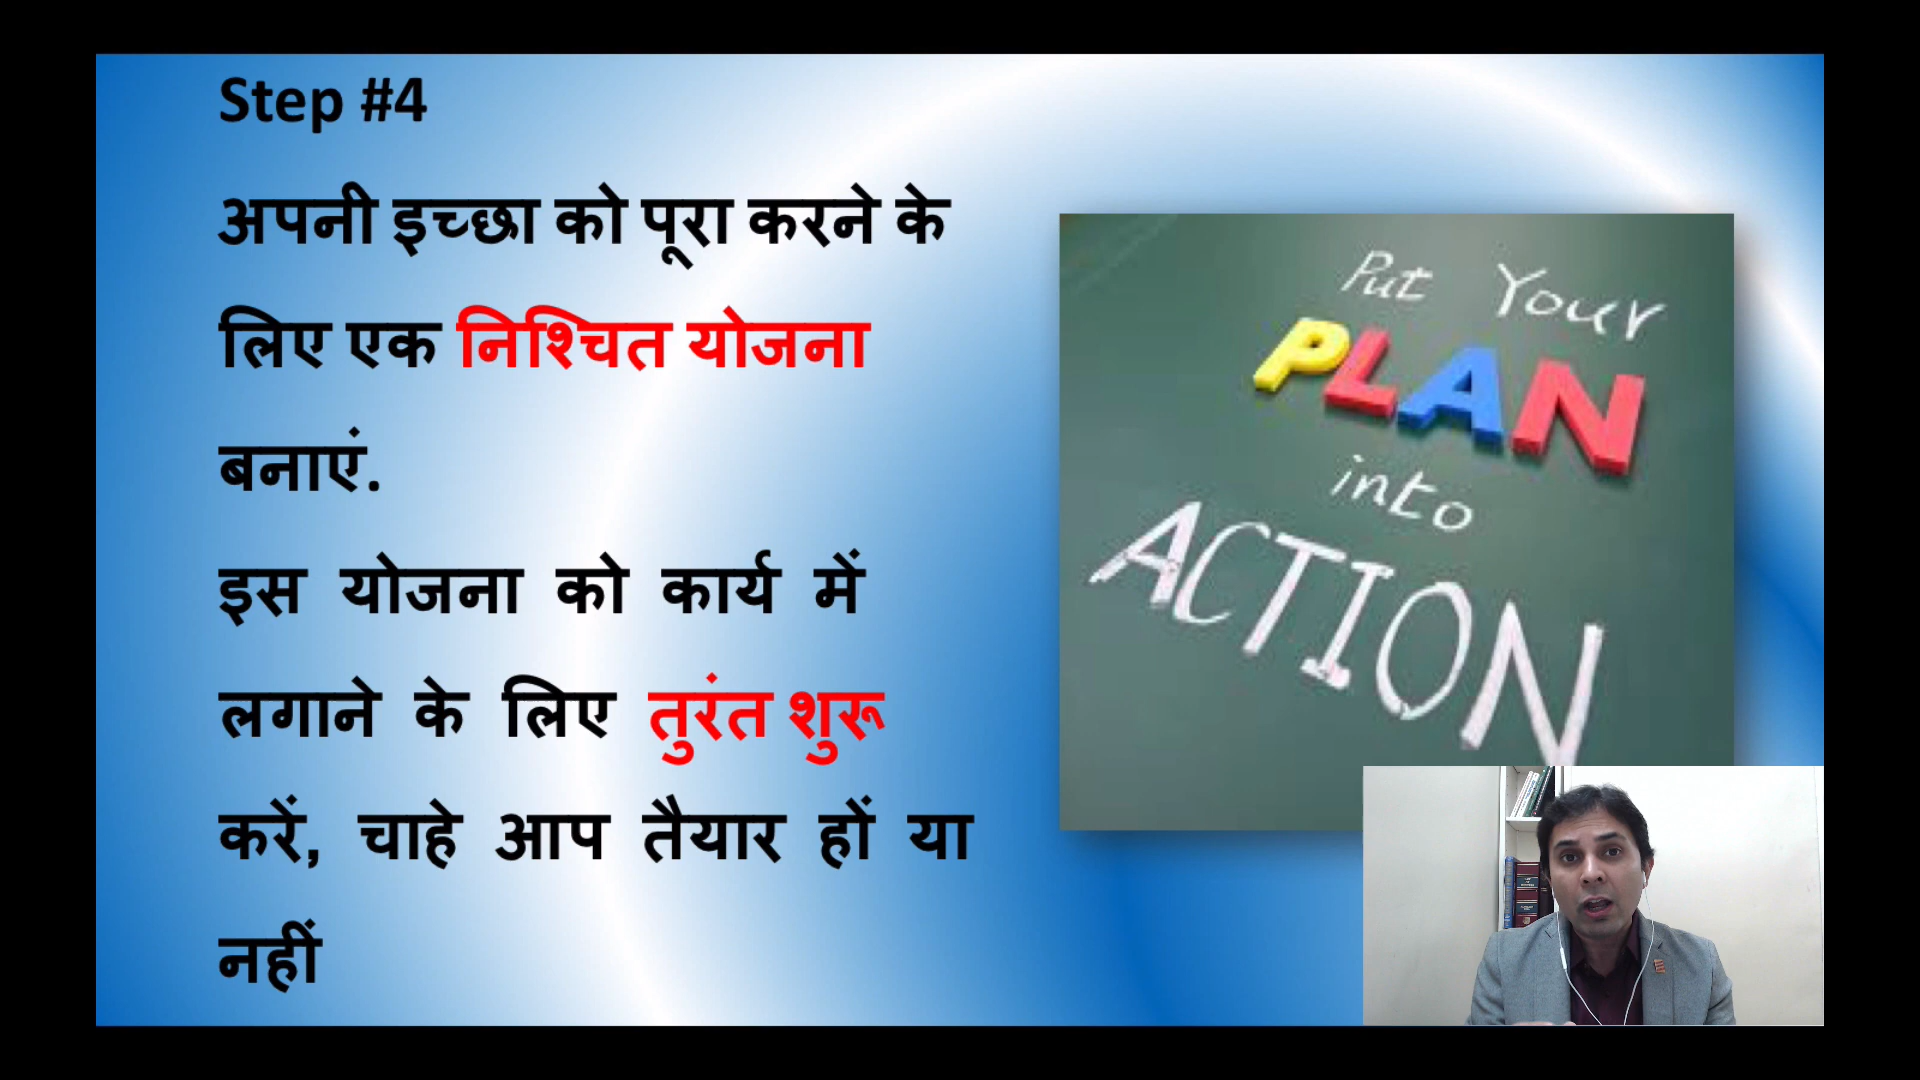 Step #4
अपनी इच्छा को पूरा करने के
लिए एक निश्चित योजना
बनाएं.
इस योजना को कार्य में
लगाने के लिए तुरंत शुरू
करें, चाहे आप तैयार हों या
नहीं
Put Your
PLAN
into
ACTION